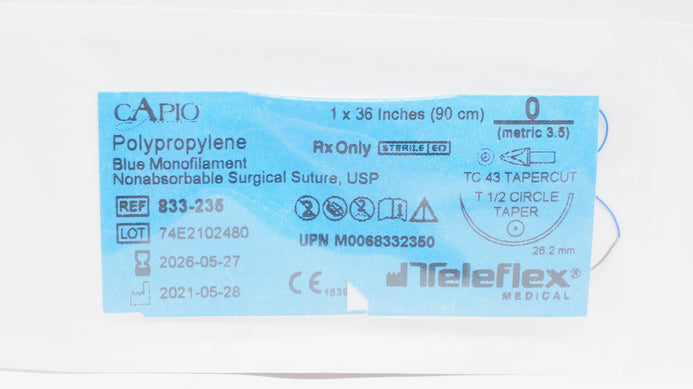 CAPIO
1 x 36 Inches (90 cm)
0
(metric 3.5)
Polypropylene
Blue Monofilament
Nonabsorbable Surgical Suture, USP
Rx Only
STERILE EO
TC 43 TAPERCUT
T 1/2 CIRCLE
TAPER
26.2 mm
REF 833-235
LOT 74E2102480
2026-05-27
2021-05-28
UPN M0068332350
CE
Teleflex®
MEDICAL